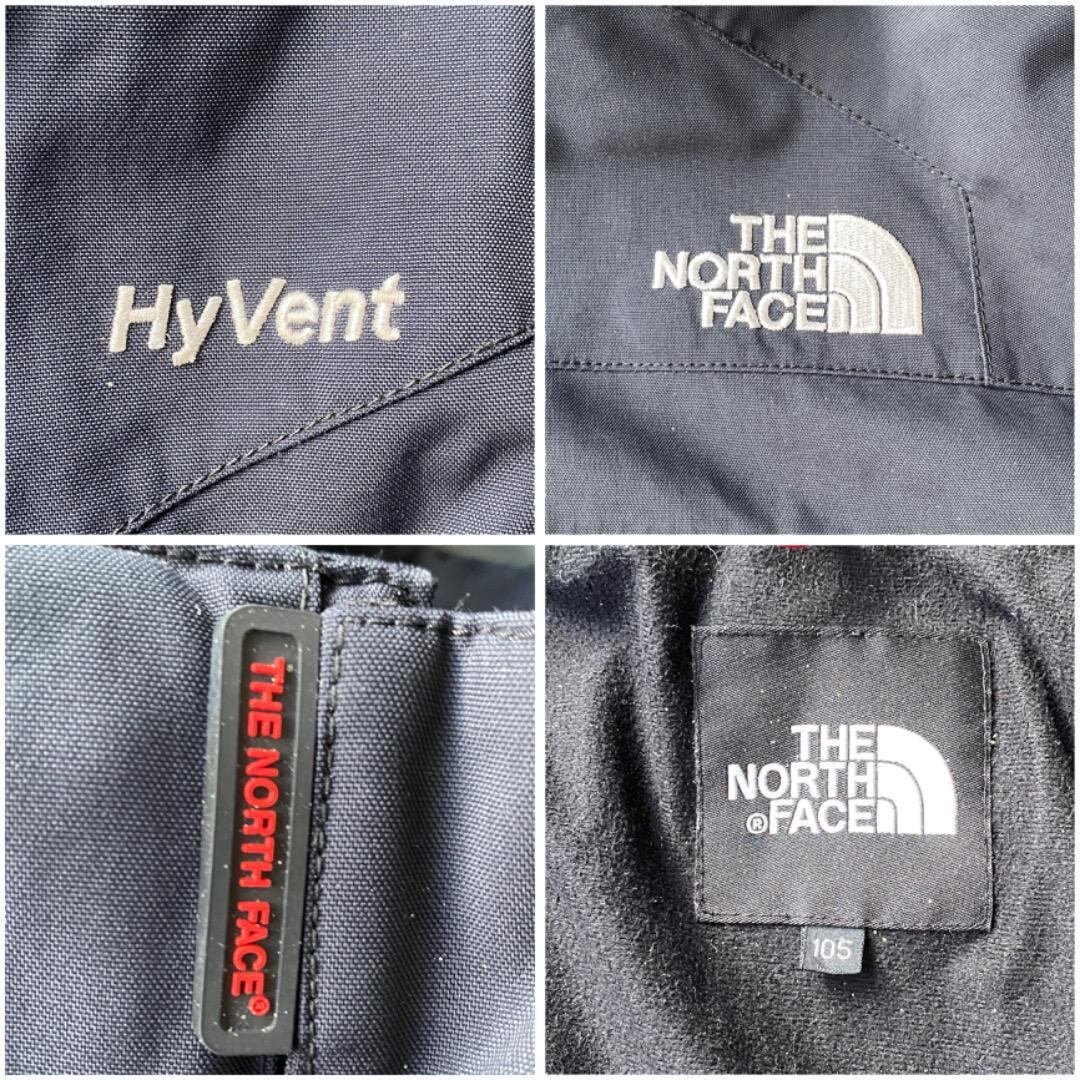 HyVent
THE
NORTH
FACE
THE NORTH FACE®
THE
NORTH
®FACE
105